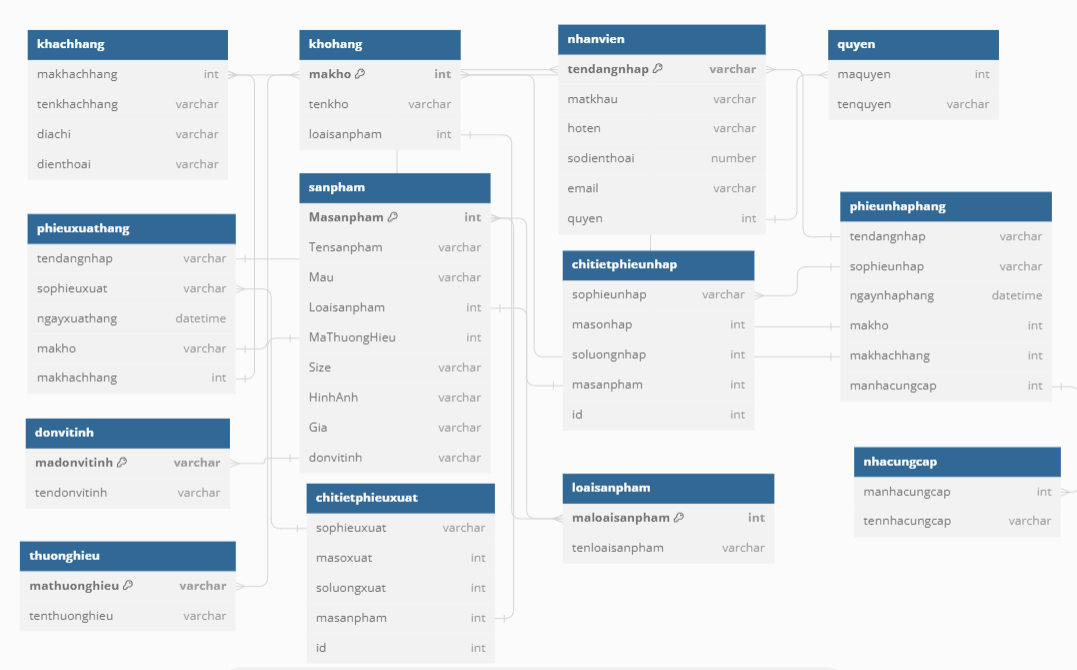 khachhang
makhachhang int
tenkhachhang varchar
diachi varchar
dienthoai varchar
khohang
makho int
tenkho varchar
loaisanpham int
nhanvien
tendangnhap varchar
matkhau varchar
hoten varchar
sodienthoai number
email varchar
quyen int
quyen
maquyen int
tenquyen varchar
phieuxuathang
tendangnhap varchar
sophieuxuat varchar
ngayxuathang datetime
makho varchar
makhachhang int
sanpham
Masanpham int
Tensanpham varchar
Mau varchar
Loaisanpham int
MaThuongHieu int
Size varchar
HinhAnh varchar
Gia varchar
donvitinh varchar
chitietphieunhap
sophieunhap varchar
masonhap int
soluongnhap int
masanpham int
id int
phieunhaphang
tendangnhap varchar
sophieunhap varchar
ngaynhaphang datetime
makho int
makhachhang int
manhacungcap int
donvitinh
madonvitinh varchar
tendonvitinh varchar
chitietphieuxuat
sophieuxuat varchar
masoxuat int
soluongxuat int
masanpham int
id int
loaisanpham
maloaisanpham int
tenloaisanpham varchar
nhacungcap
manhacungcap int
tennhacungcap varchar
thuonghieu
mathuonghieu varchar
tenthuonghieu varchar